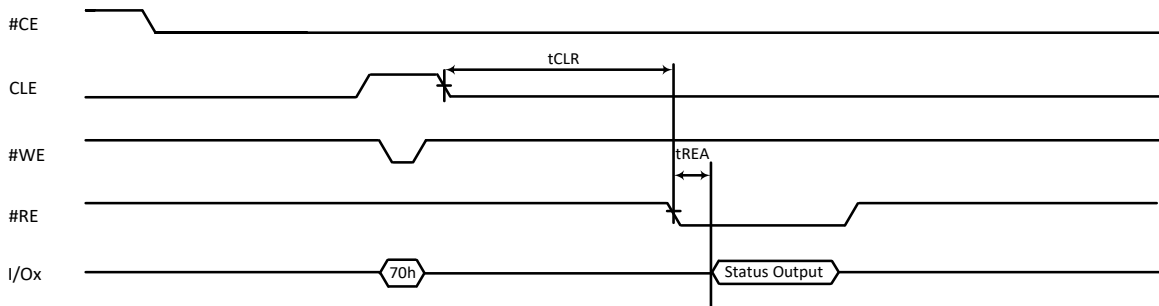 #CE
tCLR
CLE
#WE
tREA
#RE
I/Ox
70h
Status Output